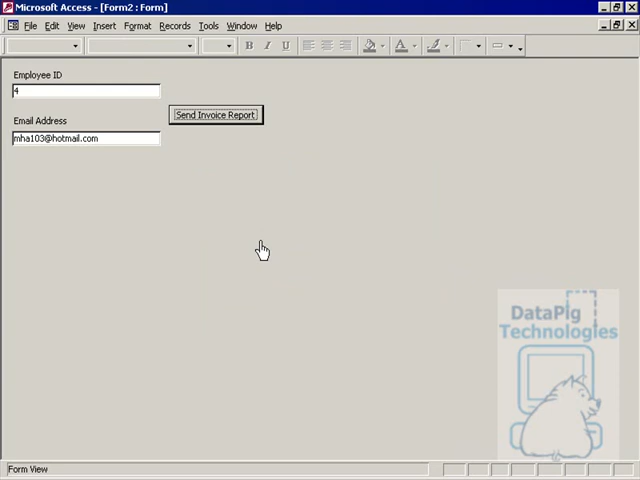 Microsoft Access - [Form2 : Form]
File Edit View Insert Format Records Tools Window Help
B I U A
Employee ID
4
Send Invoice Report
Email Address
mha103@hotmail.com
DataPig
Technologies
Form View